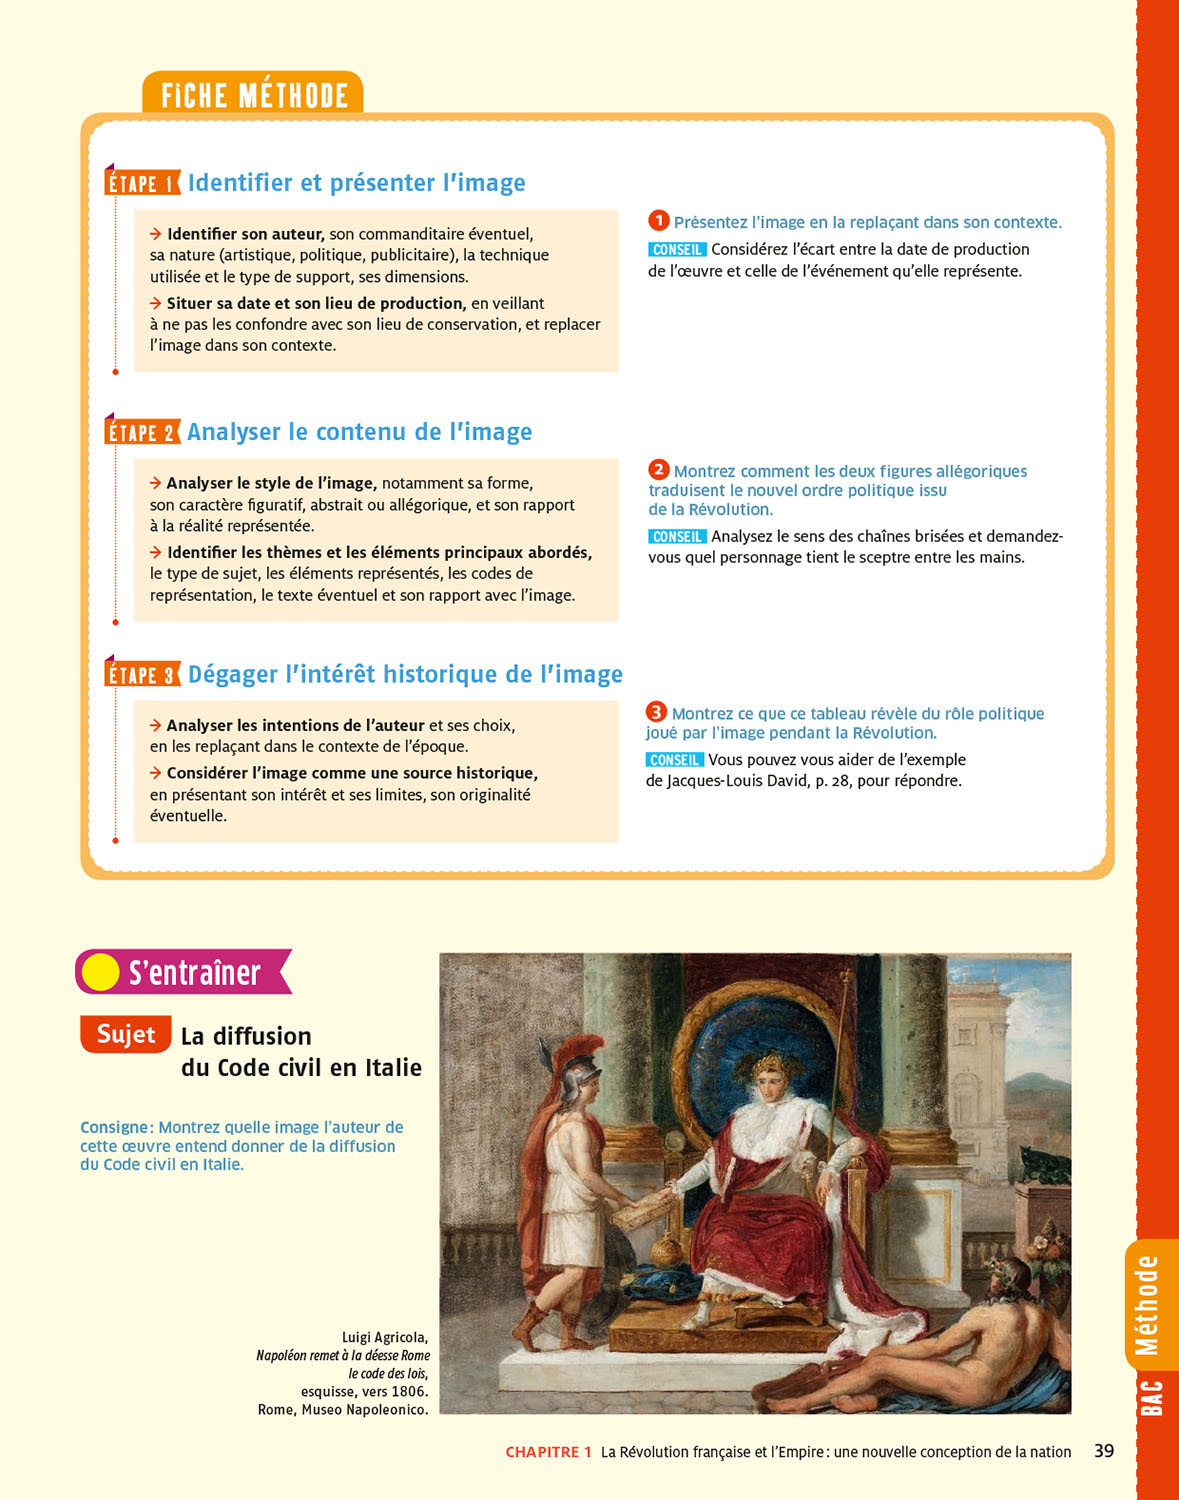 FICHE MÉTHODE
ÉTAPE 1 Identifier et présenter l'image
→ Identifier son auteur, son commanditaire éventuel,
sa nature (artistique, politique, publicitaire), la technique
utilisée et le type de support, ses dimensions.
→ Situer sa date et son lieu de production, en veillant
à ne pas les confondre avec son lieu de conservation, et replacer
l'image dans son contexte.
1 Présentez l'image en la replaçant dans son contexte.
CONSEIL Considérez l'écart entre la date de production
de l'œuvre et celle de l'événement qu'elle représente.
ÉTAPE 2 Analyser le contenu de l'image
→ Analyser le style de l'image, notamment sa forme,
son caractère figuratif, abstrait ou allégorique, et son rapport
à la réalité représentée.
→ Identifier les thèmes et les éléments principaux abordés,
le type de sujet, les éléments représentés, les codes de
représentation, le texte éventuel et son rapport avec l'image.
2 Montrez comment les deux figures allégoriques
traduisent le nouvel ordre politique issu
de la Révolution.
CONSEIL Analysez le sens des chaînes brisées et demandez-
vous quel personnage tient le sceptre entre les mains.
ÉTAPE 3 Dégager l'intérêt historique de l'image
→ Analyser les intentions de l'auteur et ses choix,
en les replaçant dans le contexte de l'époque.
→ Considérer l'image comme une source historique,
en présentant son intérêt et ses limites, son originalité
éventuelle.
3 Montrez ce que ce tableau révèle du rôle politique
joué par l'image pendant la Révolution.
CONSEIL Vous pouvez vous aider de l'exemple
de Jacques-Louis David, p. 28, pour répondre.
S'entraîner
Sujet La diffusion
du Code civil en Italie
Consigne : Montrez quelle image l'auteur de
cette œuvre entend donner de la diffusion
du Code civil en Italie.
Luigi Agricola,
Napoléon remet à la déesse Rome
le code des lois,
esquisse, vers 1806.
Rome, Museo Napoleonico.
BAC Méthode
CHAPITRE 1 La Révolution française et l'Empire : une nouvelle conception de la nation 39